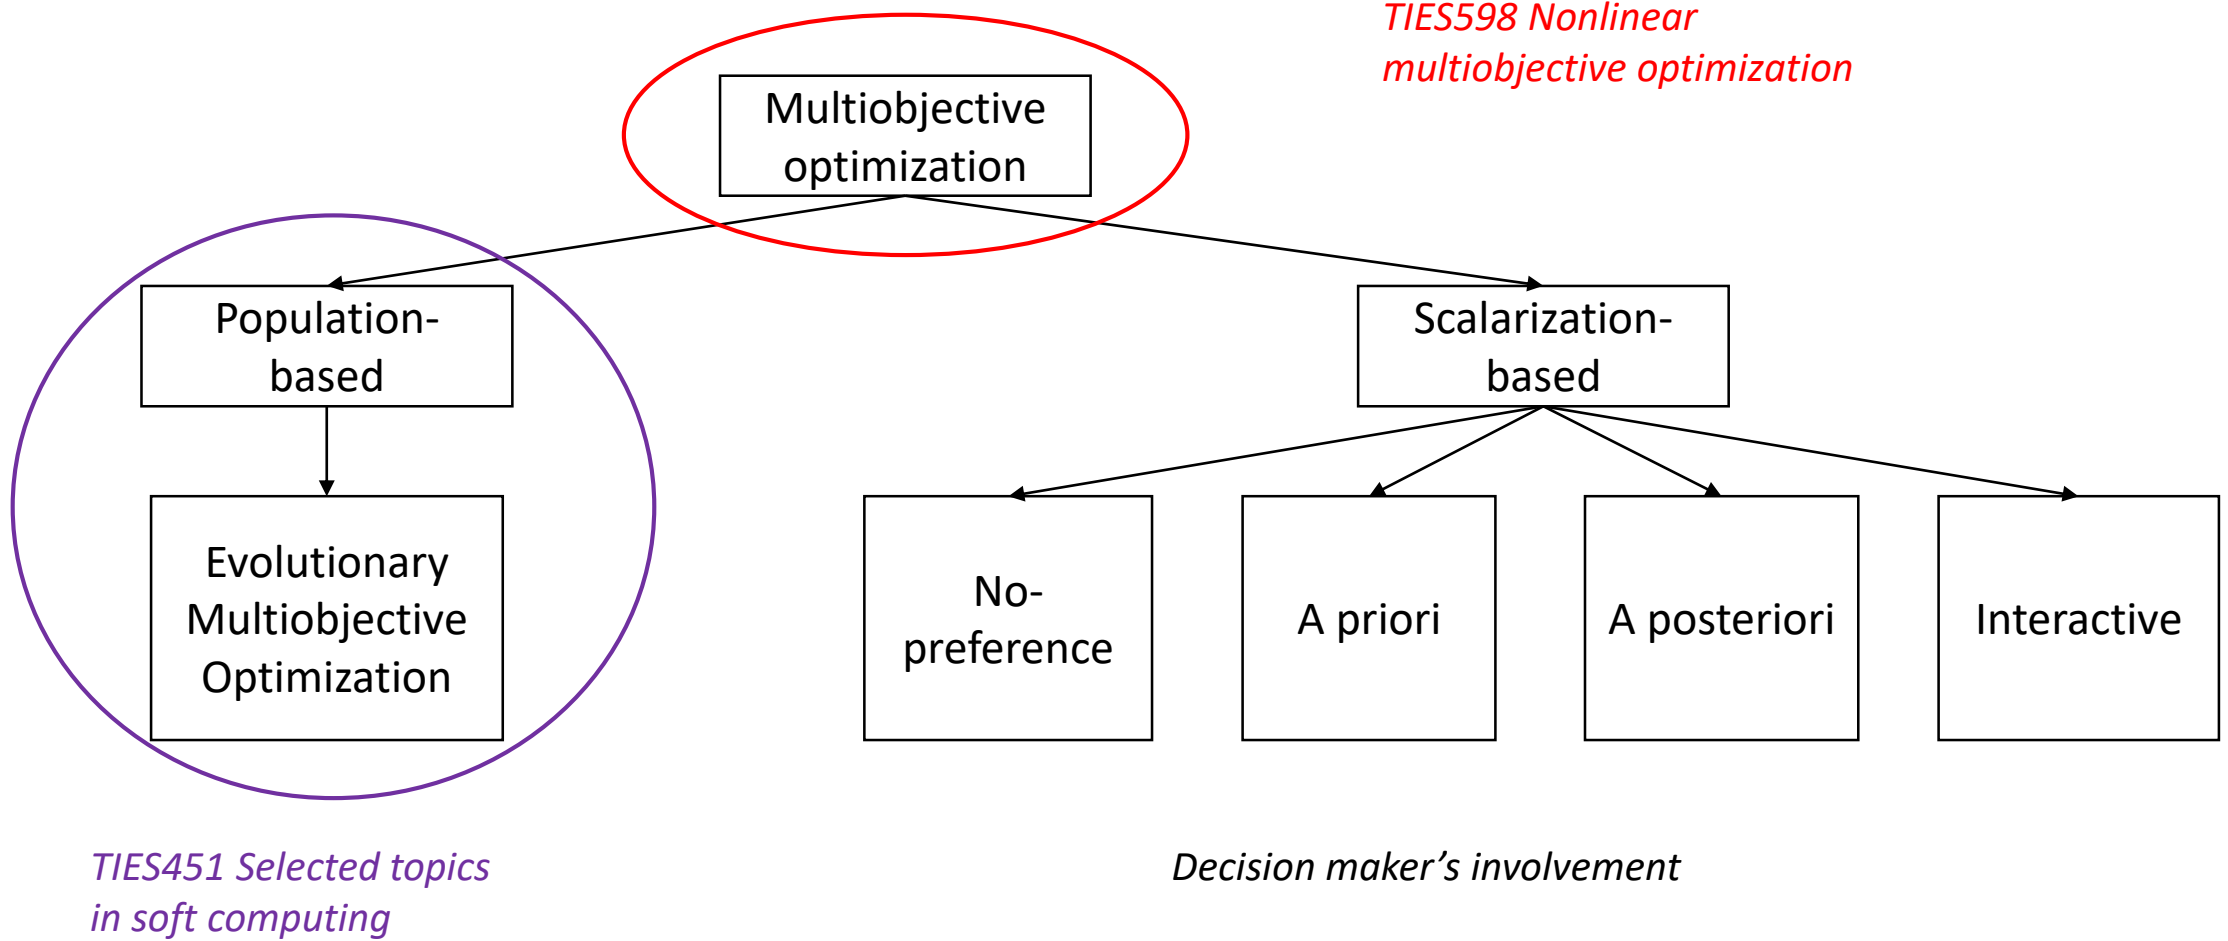 TIES598 Nonlinear
multiobjective optimization
Multiobjective
optimization
Population-
based
Scalarization-
based
Evolutionary
Multiobjective
Optimization
No-
preference
A priori
A posteriori
Interactive
TIES451 Selected topics
in soft computing
Decision maker’s involvement